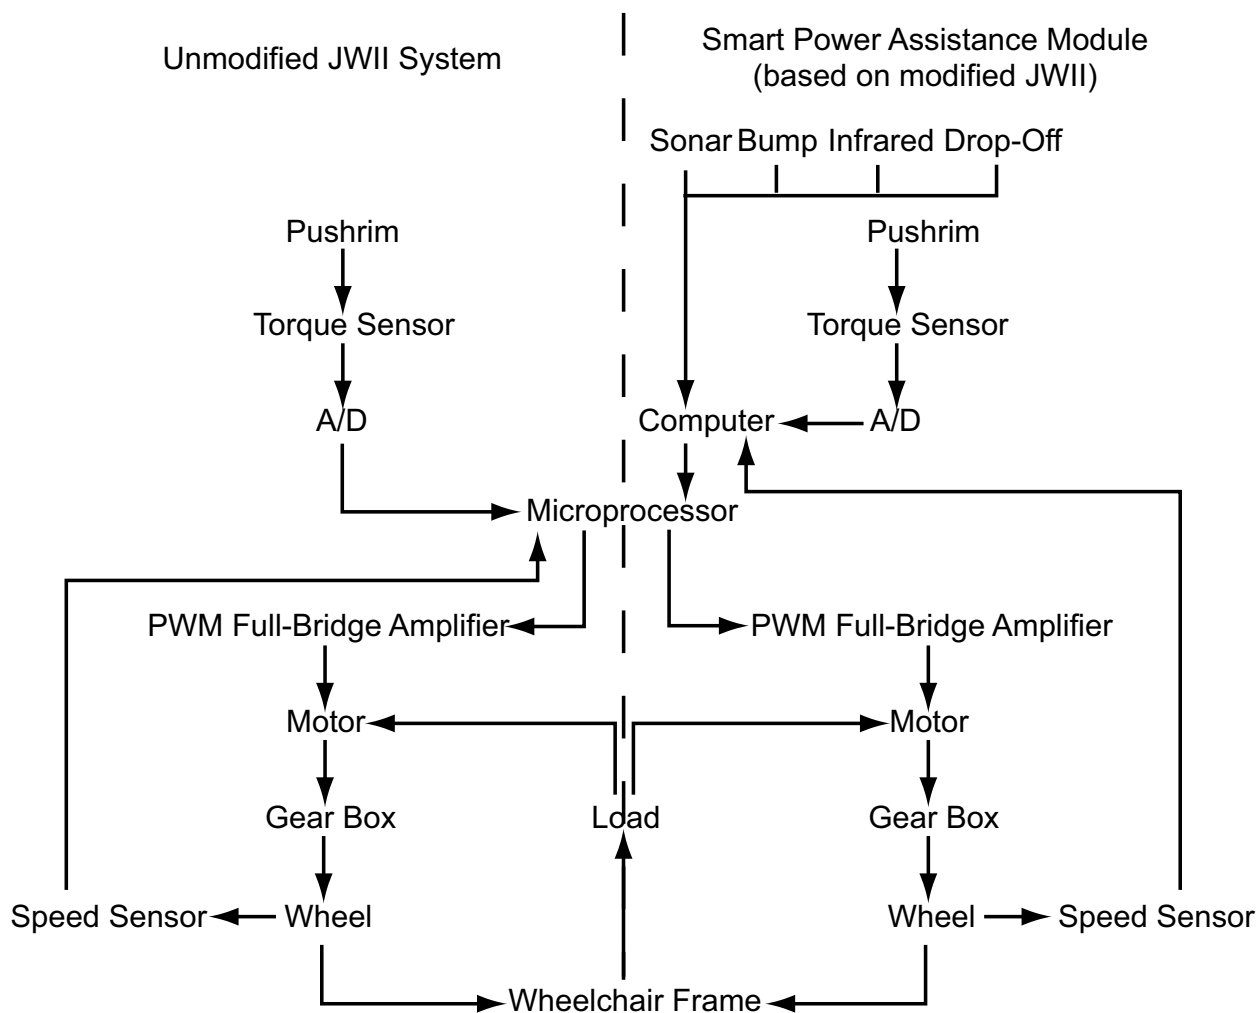 Unmodified JWII System
Smart Power Assistance Module
(based on modified JWII)
Sonar Bump Infrared Drop-Off
Pushrim
Pushrim
Torque Sensor
Torque Sensor
A/D
Computer
A/D
Microprocessor
PWM Full-Bridge Amplifier
PWM Full-Bridge Amplifier
Motor
Motor
Gear Box
Load
Gear Box
Speed Sensor
Wheel
Wheel
Speed Sensor
Wheelchair Frame